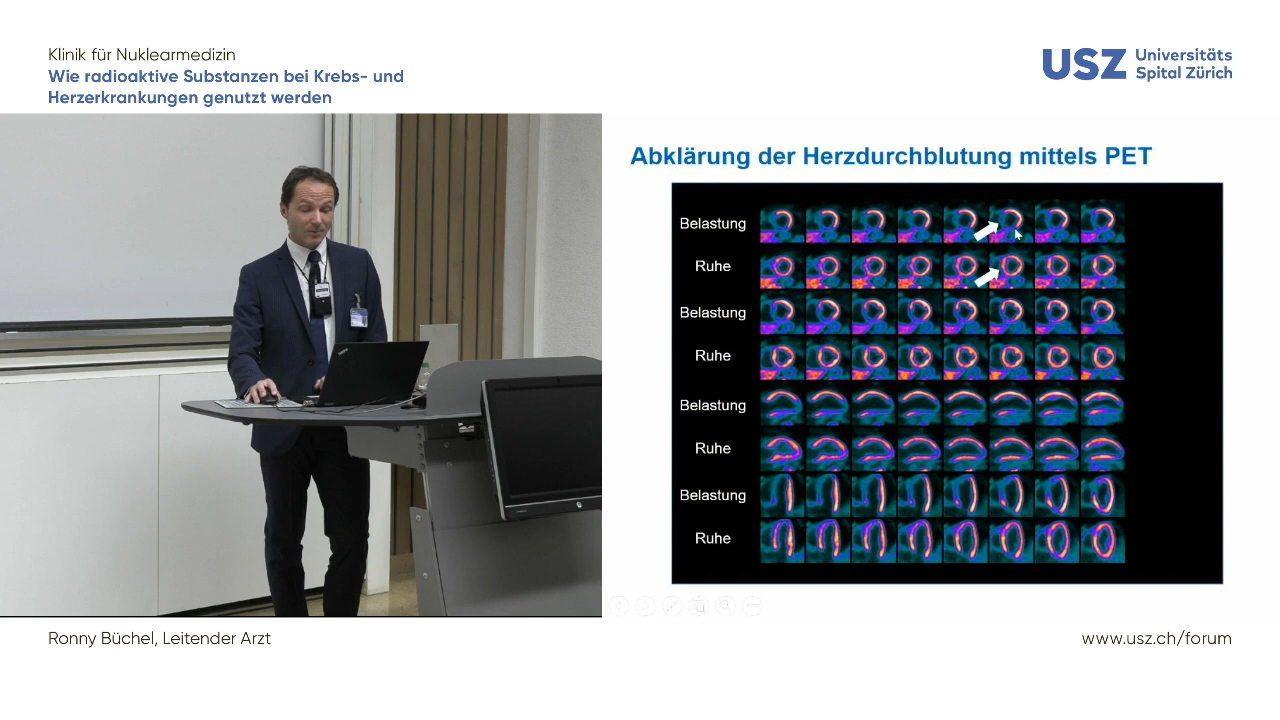 Klinik für Nuklearmedizin
Wie radioaktive Substanzen bei Krebs- und
Herzerkrankungen genutzt werden
USZ Universitäts
Spital Zürich
Abklärung der Herzdurchblutung mittels PET
Belastung
Ruhe
Belastung
Ruhe
Belastung
Ruhe
Belastung
Ruhe
ThinkPad
Ronny Büchel, Leitender Arzt
www.usz.ch/forum